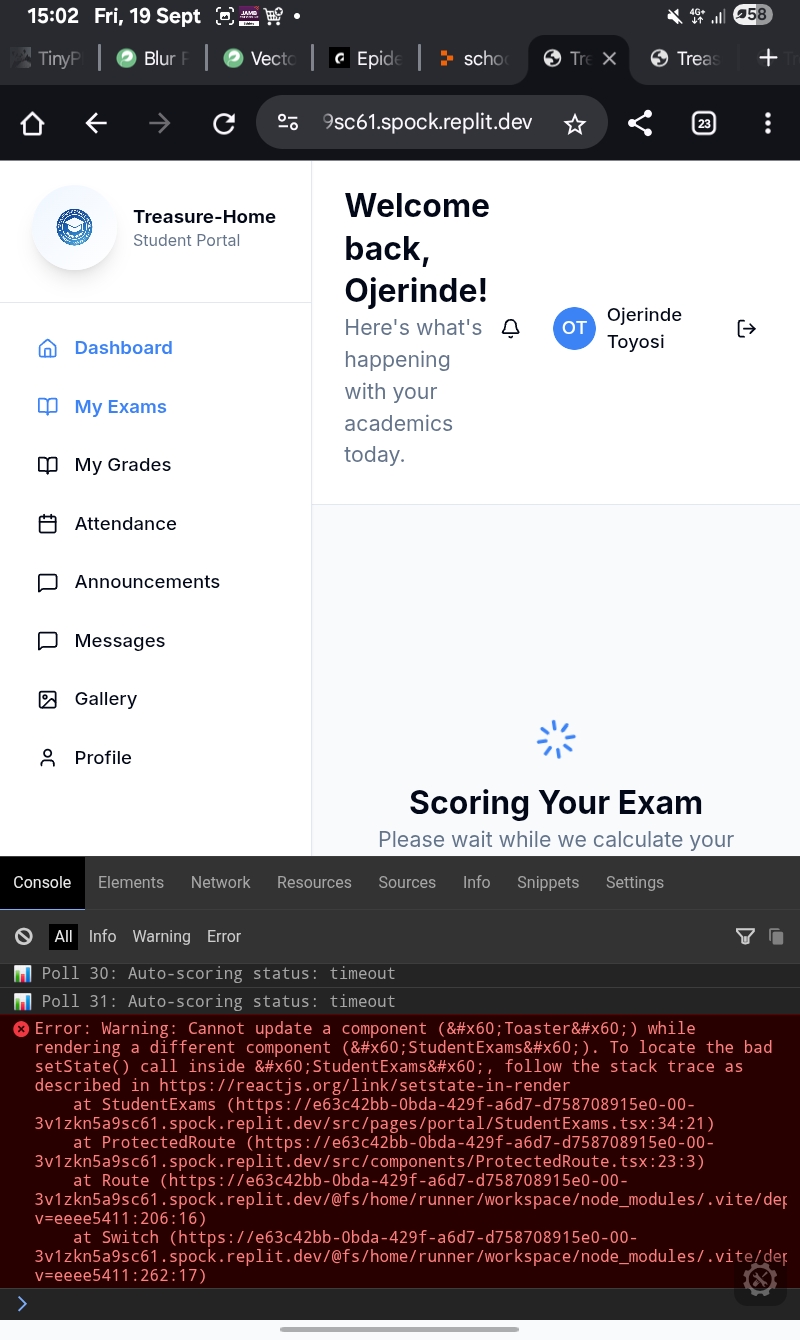 15:02 Fri, 19 Sept
4G+
58
TinyP
Blur
Vecto
Epide
schoo
Tre
Treas
9sc61.spock.replit.dev
23
Treasure-Home
Student Portal
Dashboard
My Exams
My Grades
Attendance
Announcements
Messages
Gallery
Profile
Welcome
back,
Ojerinde!
Here's what's
happening
with your
academics
today.
OT
Ojerinde
Toyosi
Scoring Your Exam
Please wait while we calculate your
Console Elements Network Resources Sources Info Snippets Settings
All Info Warning Error
Poll 30: Auto-scoring status: timeout
Poll 31: Auto-scoring status: timeout
Error: Warning: Cannot update a component (&#x60;Toaster&#x60;) while
rendering a different component (&#x60;StudentExams&#x60;). To locate the bad
setState() call inside &#x60;StudentExams&#x60;, follow the stack trace as
described in https://reactjs.org/link/setstate-in-render
at StudentExams (https://e63c42bb-0bda-429f-a6d7-d758708915e0-00-
3v1zkn5a9sc61.spock.replit.dev/src/pages/portal/StudentExams.tsx:34:21)
at ProtectedRoute (https://e63c42bb-0bda-429f-a6d7-d758708915e0-00-
3v1zkn5a9sc61.spock.replit.dev/src/components/ProtectedRoute.tsx:23:3)
at Route (https://e63c42bb-0bda-429f-a6d7-d758708915e0-00-
3v1zkn5a9sc61.spock.replit.dev/@fs/home/runner/workspace/node_modules/.vite/dep
v=eeee5411:206:16)
at Switch (https://e63c42bb-0bda-429f-a6d7-d758708915e0-00-
3v1zkn5a9sc61.spock.replit.dev/@fs/home/runner/workspace/node_modules/.vite/dep
v=eeee5411:262:17)